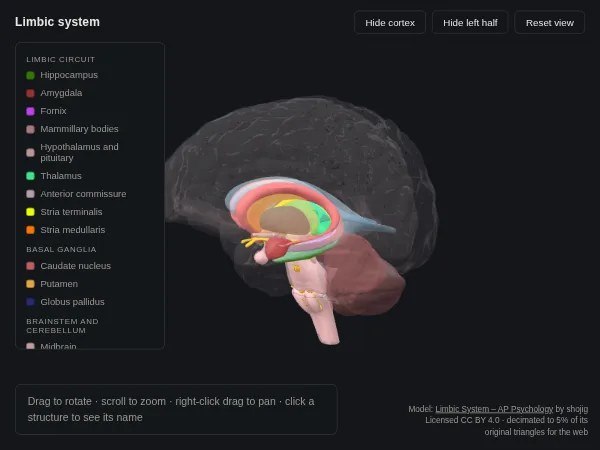 Limbic system
Hide cortex
Hide left half
Reset view
LIMBIC CIRCUIT
Hippocampus
Amygdala
Fornix
Mammillary bodies
Hypothalamus and
pituitary
Thalamus
Anterior commissure
Stria terminalis
Stria medullaris
BASAL GANGLIA
Caudate nucleus
Putamen
Globus pallidus
BRAINSTEM AND
CEREBELLUM
Midbrain
Drag to rotate · scroll to zoom · right-click drag to pan · click a
structure to see its name
Model: Limbic System – AP Psychology by shojig
Licensed CC BY 4.0 · decimated to 5% of its
original triangles for the web